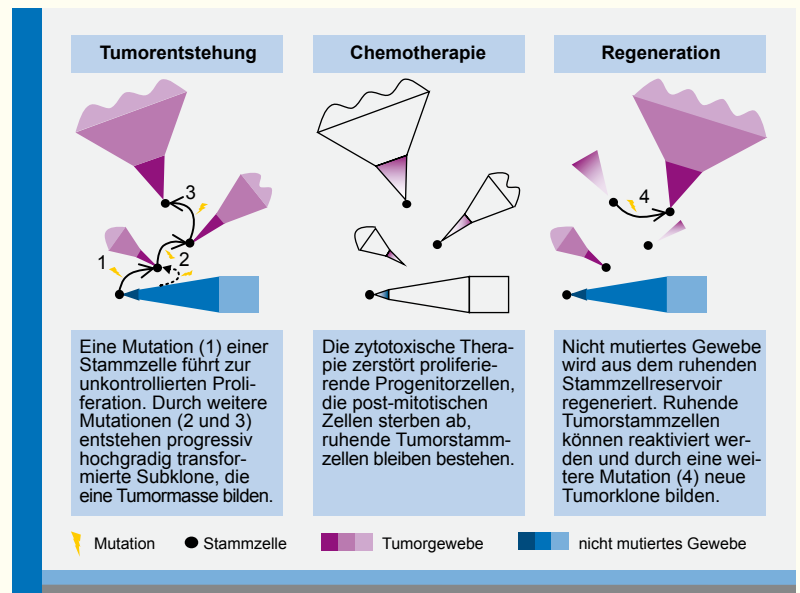 Tumorentstehung
Chemotherapie
Regeneration
3
2
1
4
Eine Mutation (1) einer
Stammzelle führt zur
unkontrollierten Proli-
feration. Durch weitere
Mutationen (2 und 3)
entstehen progressiv
hochgradig transfor-
mierte Subklone, die
eine Tumormasse bilden.
Die zytotoxische Thera-
pie zerstört proliferie-
rende Progenitorzellen,
die post-mitotischen
Zellen sterben ab,
ruhende Tumorstamm-
zellen bleiben bestehen.
Nicht mutiertes Gewebe
wird aus dem ruhenden
Stammzellreservoir
regeneriert. Ruhende
Tumorstammzellen
können reaktiviert wer-
den und durch eine wei-
tere Mutation (4) neue
Tumorklone bilden.
Mutation
Stammzelle
Tumorgewebe
nicht mutiertes Gewebe